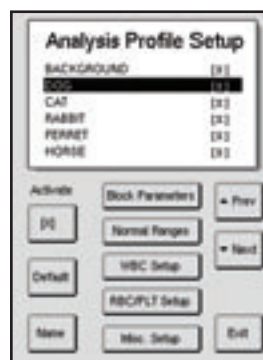 Analysis Profile Setup
BACKGROUND [X]
DOG [X]
CAT [X]
RABBIT [X]
FERRET [X]
HORSE [X]
Activate
[X]
Block Parameters
Prev
Normal Ranges
Next
WBC Setup
Default
RBC/PLT Setup
Name
Misc. Setup
Exit